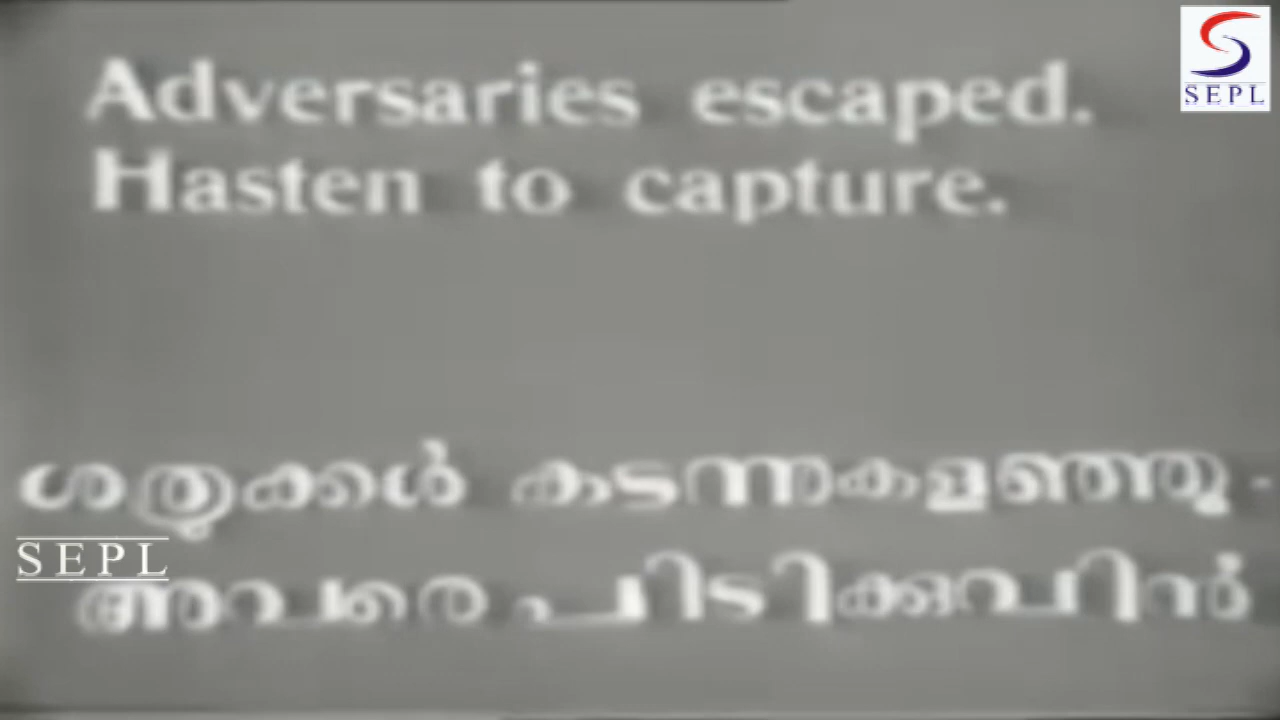 SEPL
Adversaries escaped.
Hasten to capture.
ശത്രുക്കൾ കടന്നുകളഞ്ഞു -
SEPL
അവരെ പിടിക്കുവിൻ